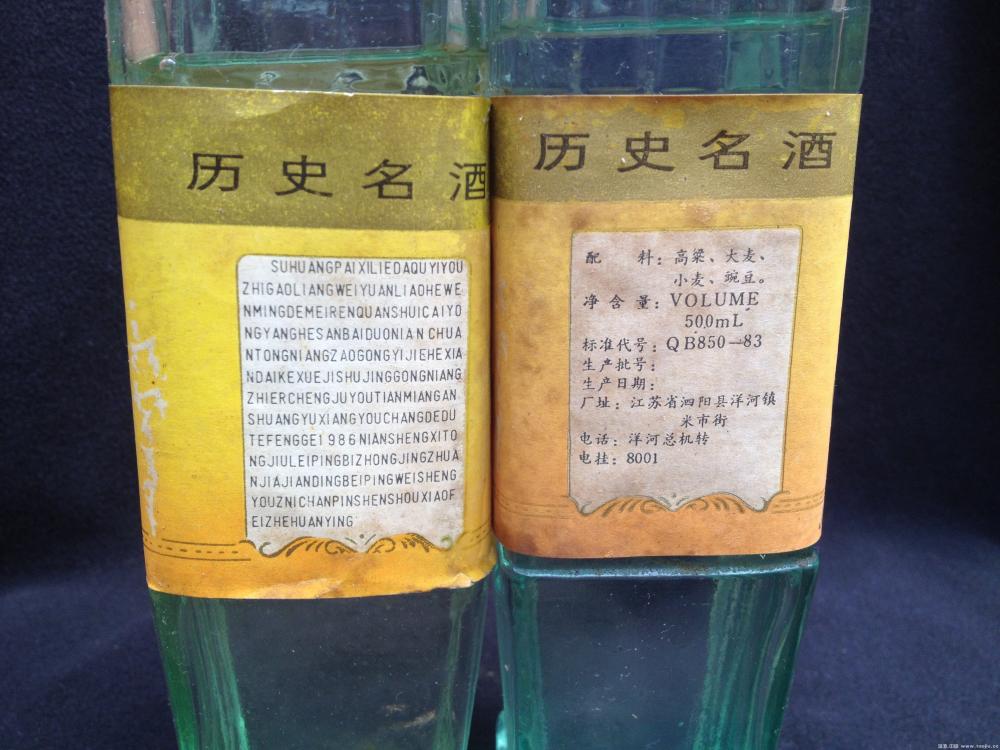 历史名酒
SUHUANGPAIXILIEDAQUYIYOU
ZHIGAOLIANGWEIYUANLIAOHEWE
NMINGDEMEIRENQUANSHUICAIYO
NGYANGHESANBAIDUONIANCHUA
NTONGNIANGZAOGONGYIJIEHEXIA
NDAIKEXUEJISHUJINGGONGNIANG
ZHIERCHENGJUYOUTIANMIANGAN
SHUANGYUXIANGYOUCHANGDEDU
TEFENGGE1986NIANSHENGXITO
NGJIULEIPINGBIZHONGJINGZHUA
NJIAJIANDINGBEIPINGWEISHENG
YOUZNICHANPINSHENSHOUXIAOF
EIZHEHUANYING
历史名酒
配 料：高粱、大麦、
小麦、豌豆。
净含量：VOLUME
500mL
标准代号：QB850—83
生产批号：
生产日期：
厂址：江苏省泗阳县洋河镇
米市街
电话：洋河总机转
电挂：8001